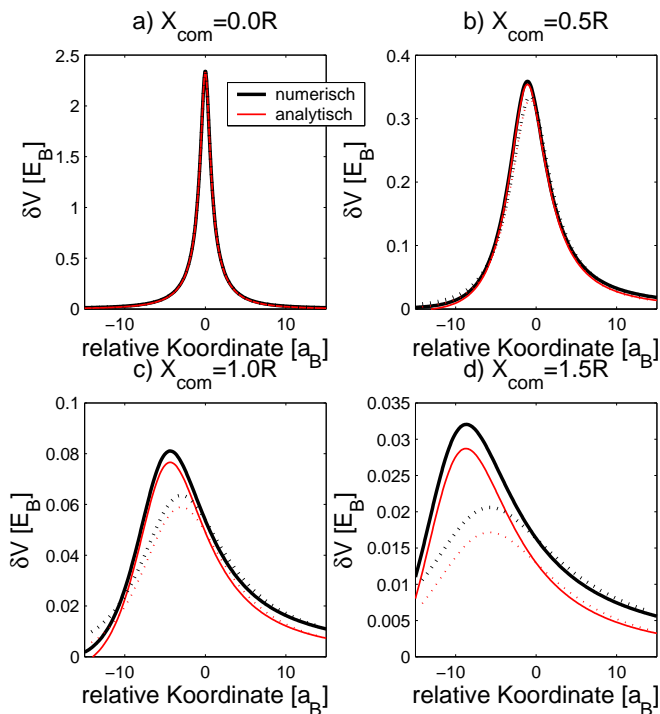 a) X_com=0.0R
b) X_com=0.5R
2.5
2
1.5
1
0.5
0
δV [E_B]
numerisch
analytisch
−10
0
10
relative Koordinate [a_B]
0.4
0.3
0.2
0.1
0
δV [E_B]
−10
0
10
relative Koordinate [a_B]
c) X_com=1.0R
d) X_com=1.5R
0.1
0.08
0.06
0.04
0.02
0
δV [E_B]
−10
0
10
relative Koordinate [a_B]
0.035
0.03
0.025
0.02
0.015
0.01
0.005
0
δV [E_B]
−10
0
10
relative Koordinate [a_B]